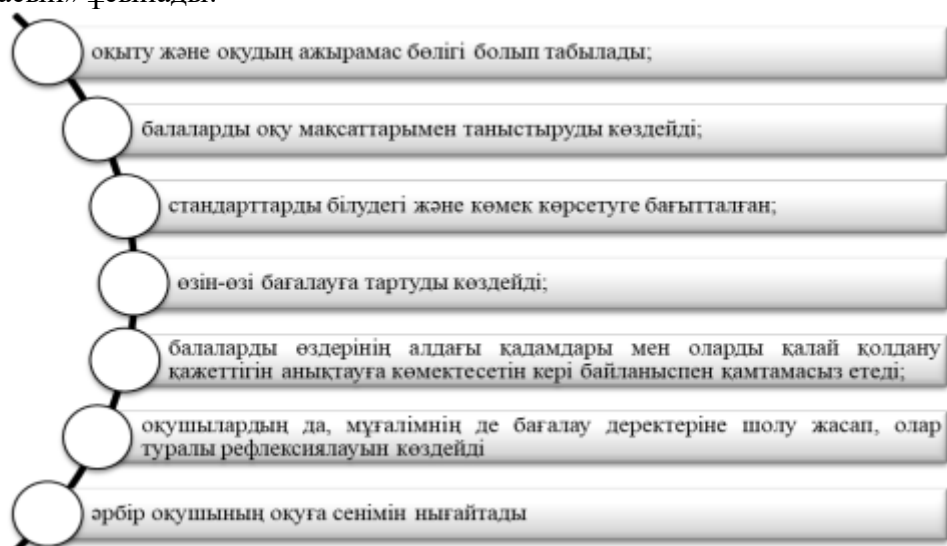 оқыту және оқудың ажырамас бөлігі болып табылады;
балаларды оқу мақсаттарымен таныстыруды көздейді;
стандарттарды білудегі және көмек көрсетуге бағытталған;
өзін-өзі бағалауға тартуды көздейді;
балаларды өздерінің алдағы қадамдары мен оларды қалай қолдану
қажеттігін анықтауға көмектесетін кері байланыспен қамтамасыз етеді;
оқушылардың да, мұғалімнің де бағалау деректеріне шолу жасап, олар
туралы рефлексиялауын көздейді
әрбір оқушының оқуға сенімін нығайтады